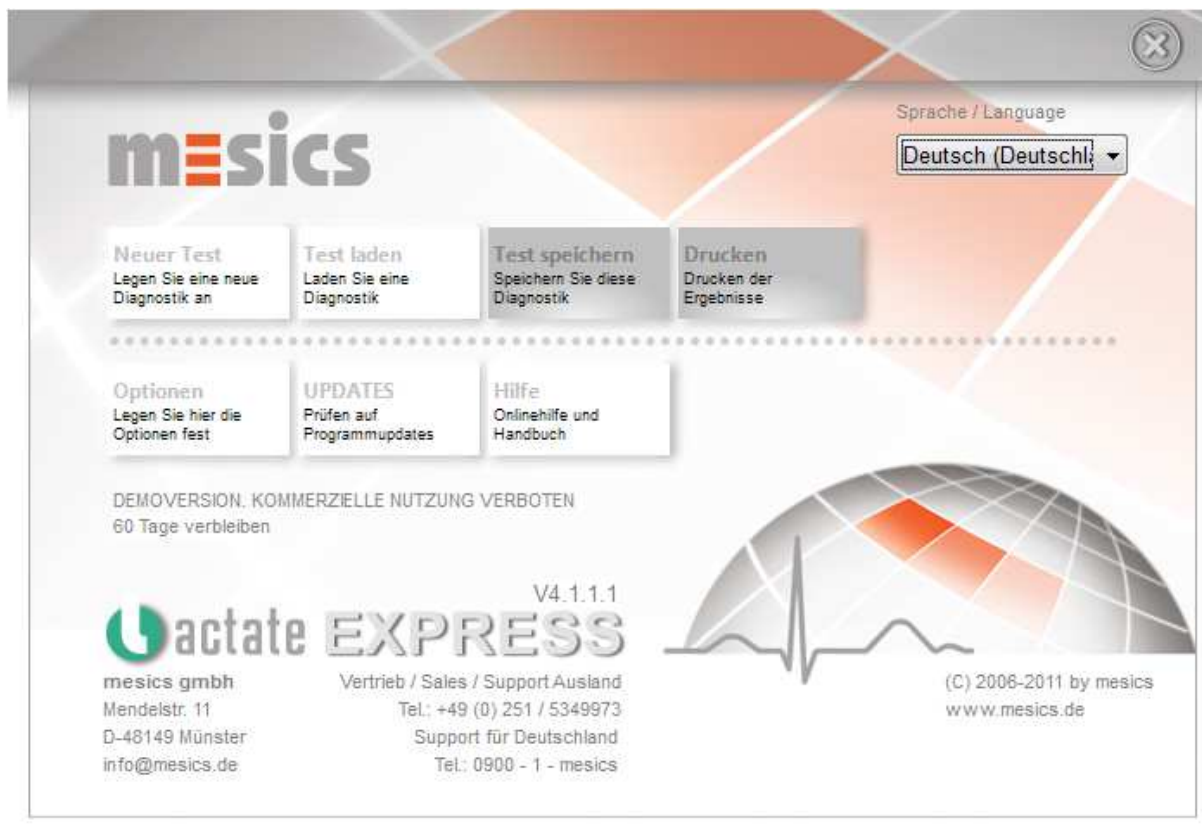 Sprache / Language
mesics
Deutsch (Deutschl
Neuer Test
Legen Sie eine neue
Diagnostik an
Test laden
Laden Sie eine
Diagnostik
Test speichern
Speichern Sie diese
Diagnostik
Drucken
Drucken der
Ergebnisse
Optionen
Legen Sie hier die
Optionen fest
UPDATES
Prüfen auf
Programmupdates
Hilfe
Onlinehilfe und
Handbuch
DEMOVERSION. KOMMERZIELLE NUTZUNG VERBOTEN
60 Tage verbleiben
V4.1.1.1
Lactate EXPRESS
mesics gmbh
Mendelstr. 11
D-48149 Münster
info@mesics.de
Vertrieb / Sales / Support Ausland
Tel.: +49 (0) 251 / 5349973
Support für Deutschland
Tel.: 0900 - 1 - mesics
(C) 2006-2011 by mesics
www.mesics.de